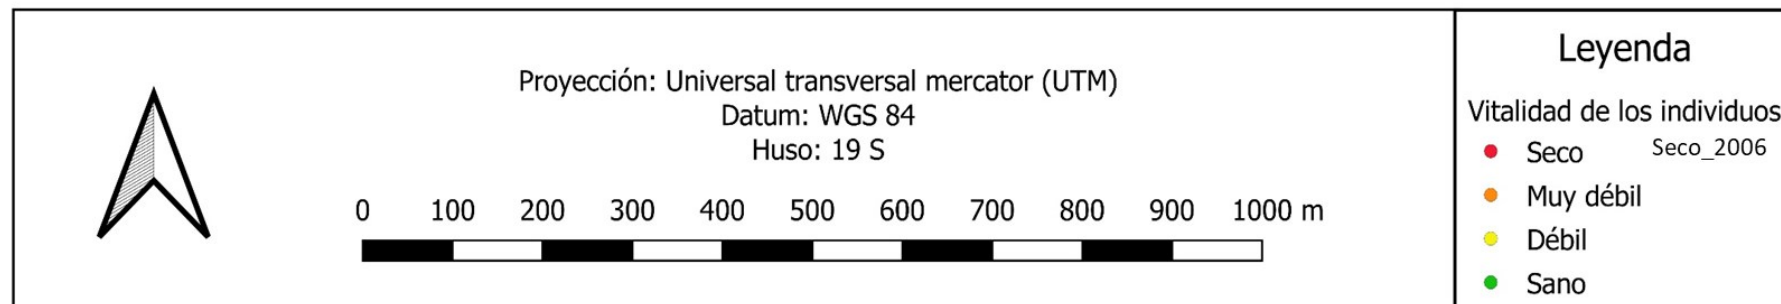 Proyección: Universal transversal mercator (UTM)
Datum: WGS 84
Huso: 19 S
0 100 200 300 400 500 600 700 800 900 1000 m
Leyenda
Vitalidad de los individuos
Seco Seco_2006
Muy débil
Débil
Sano